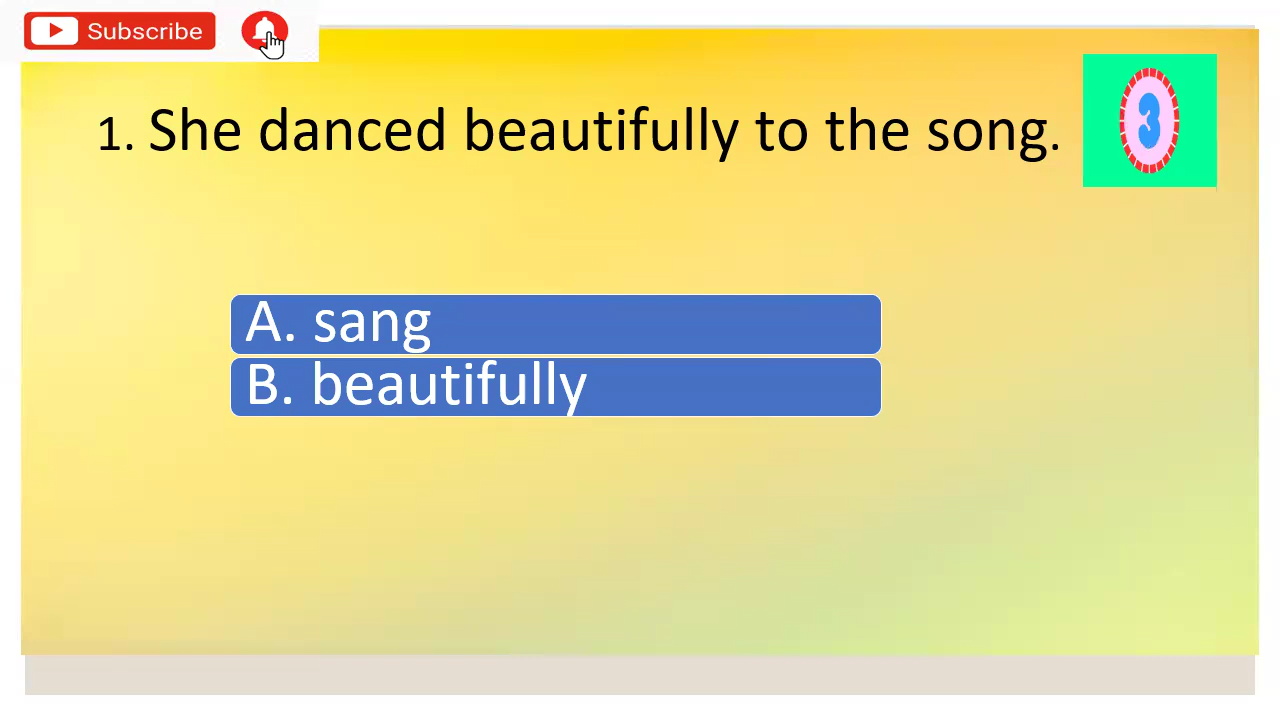 Subscribe
1. She danced beautifully to the song.
3
A. sang
B. beautifully